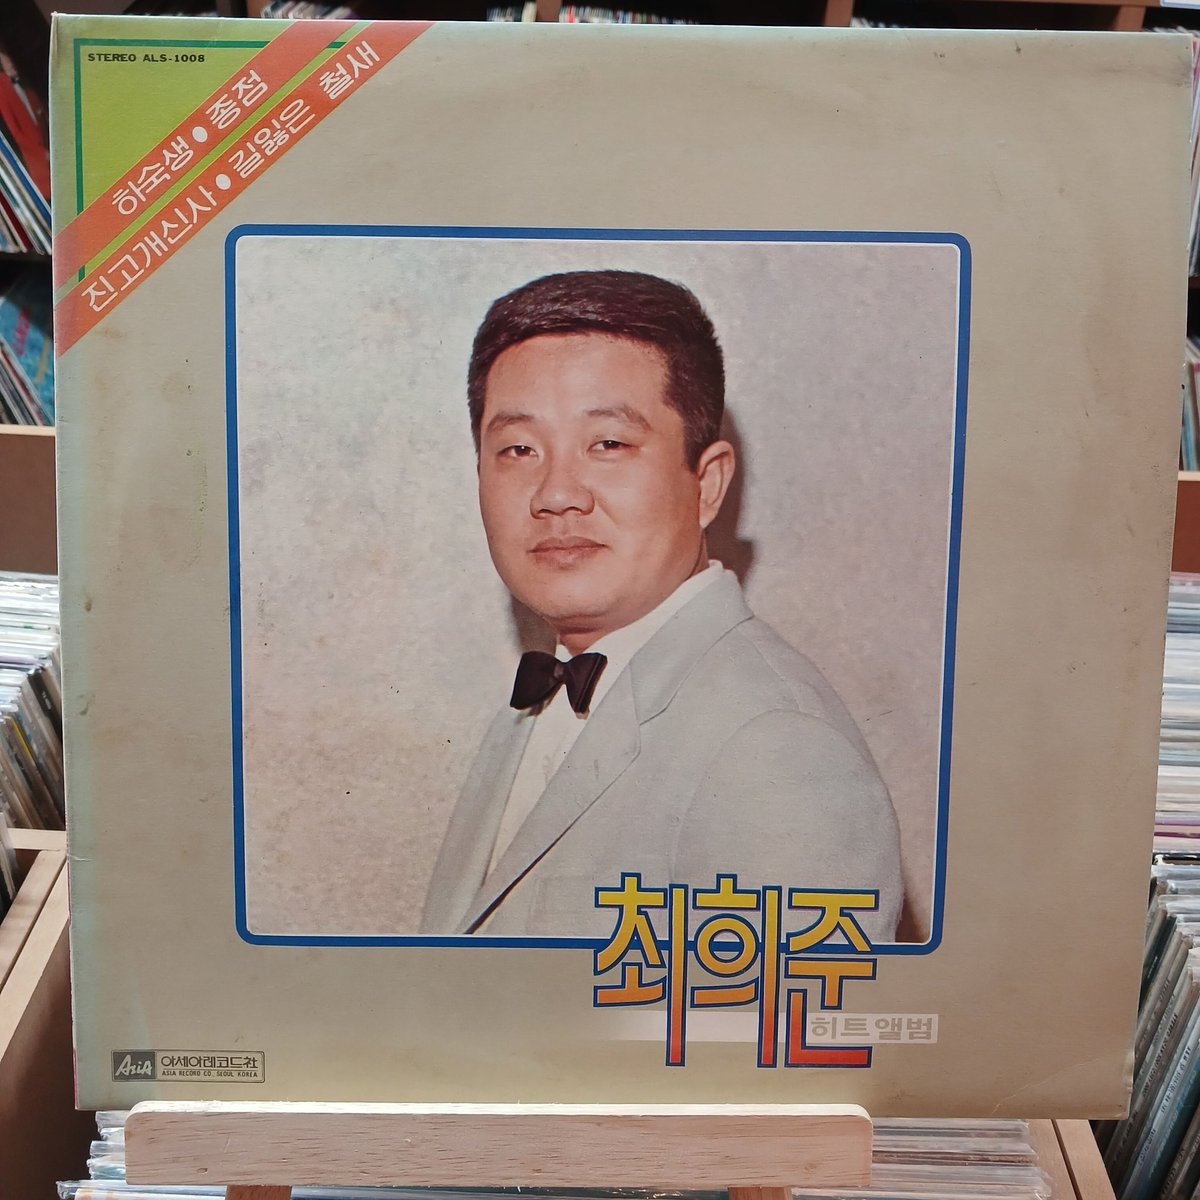 STEREO ALS-1008
하숙생 ● 종점
진고개신사 ● 길잃은 철새
최희준
히트앨범
AsiA 아세아레코드社
ASIA RECORD CO. SEOUL KOREA